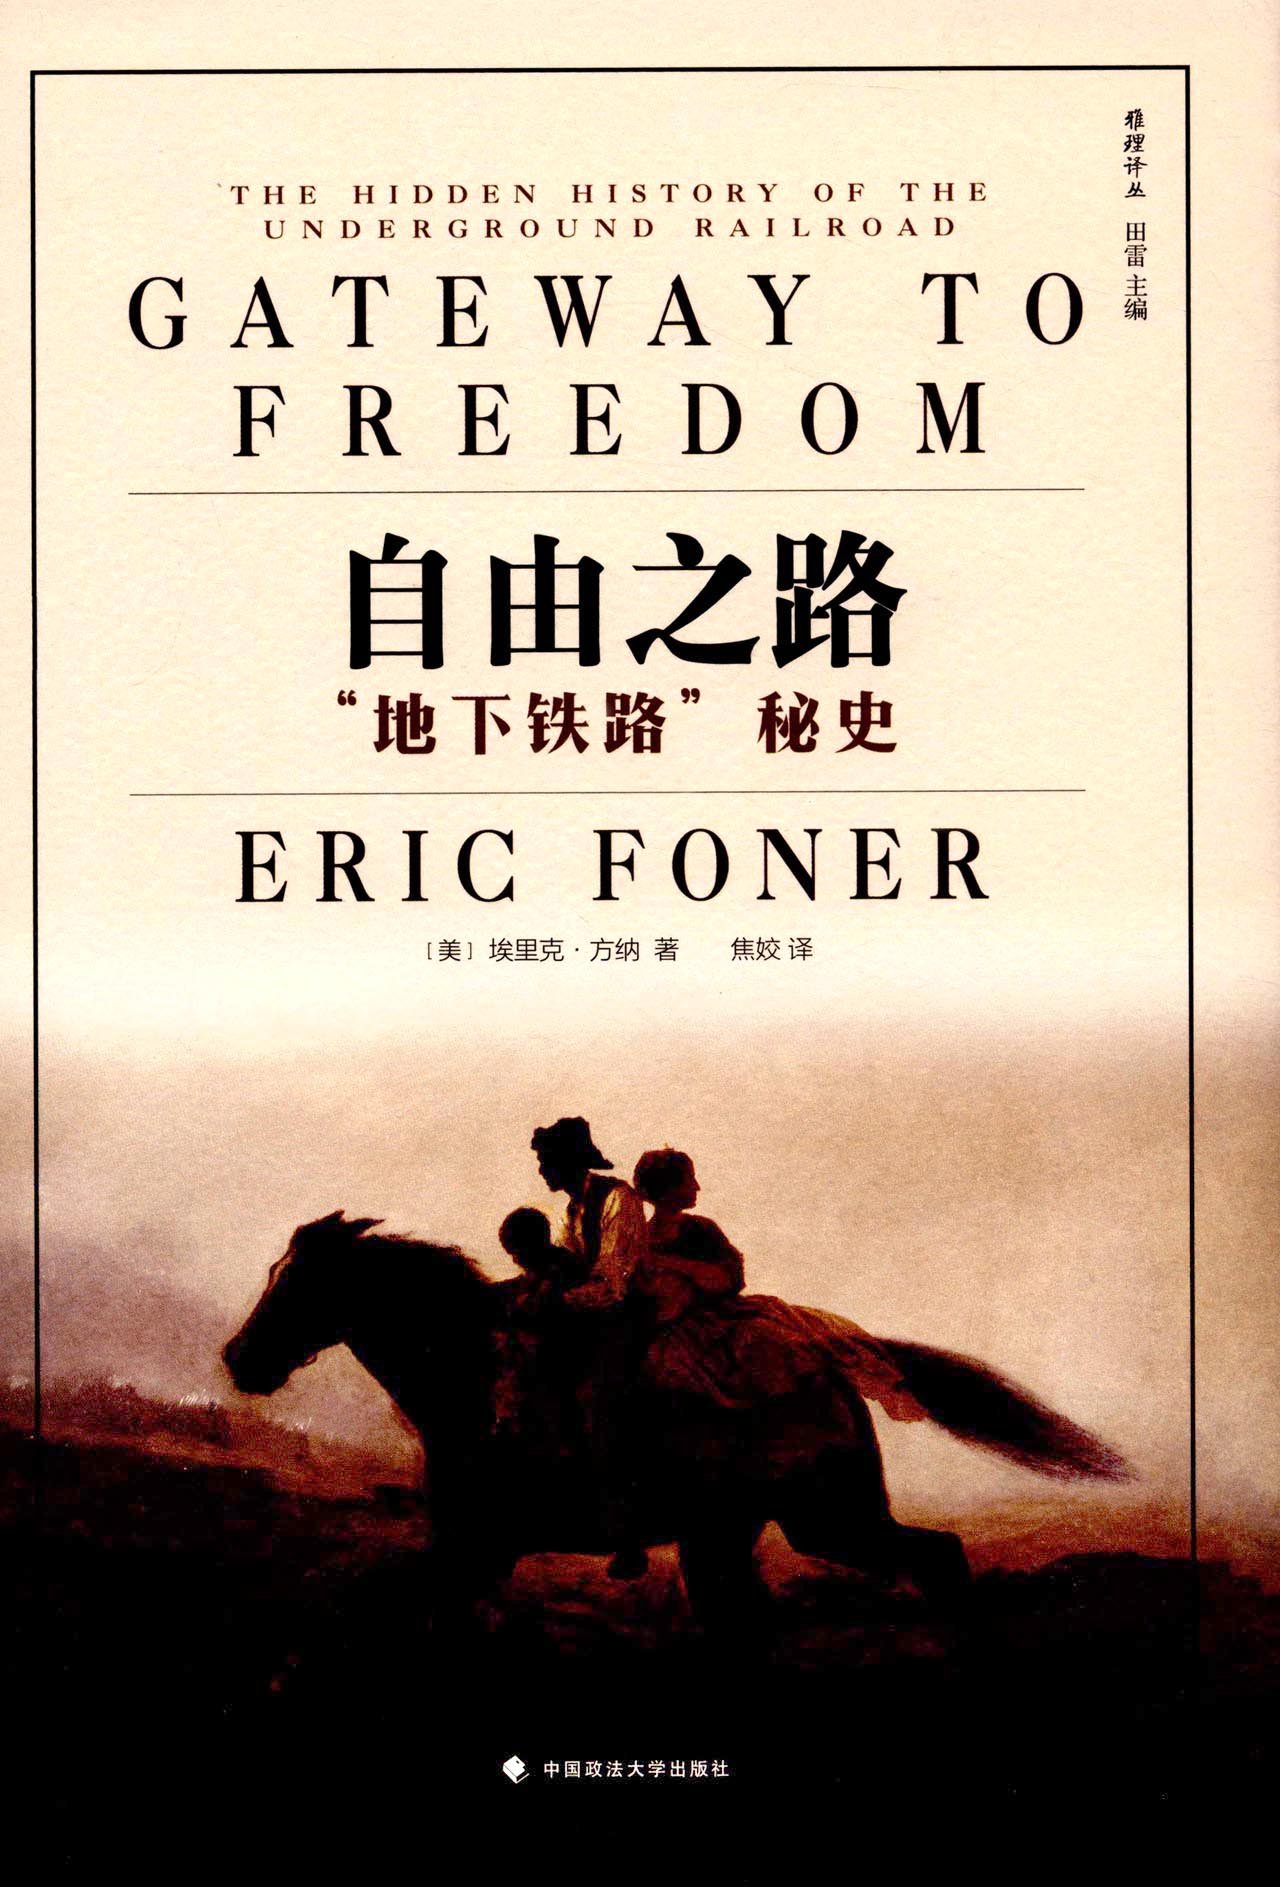 THE HIDDEN HISTORY OF THE
UNDERGROUND RAILROAD
GATEWAY TO
FREEDOM
雅理译丛 田雷 主编
自由之路
“地下铁路”秘史
ERIC FONER
[美] 埃里克·方纳 著 焦姣 译
中国政法大学出版社